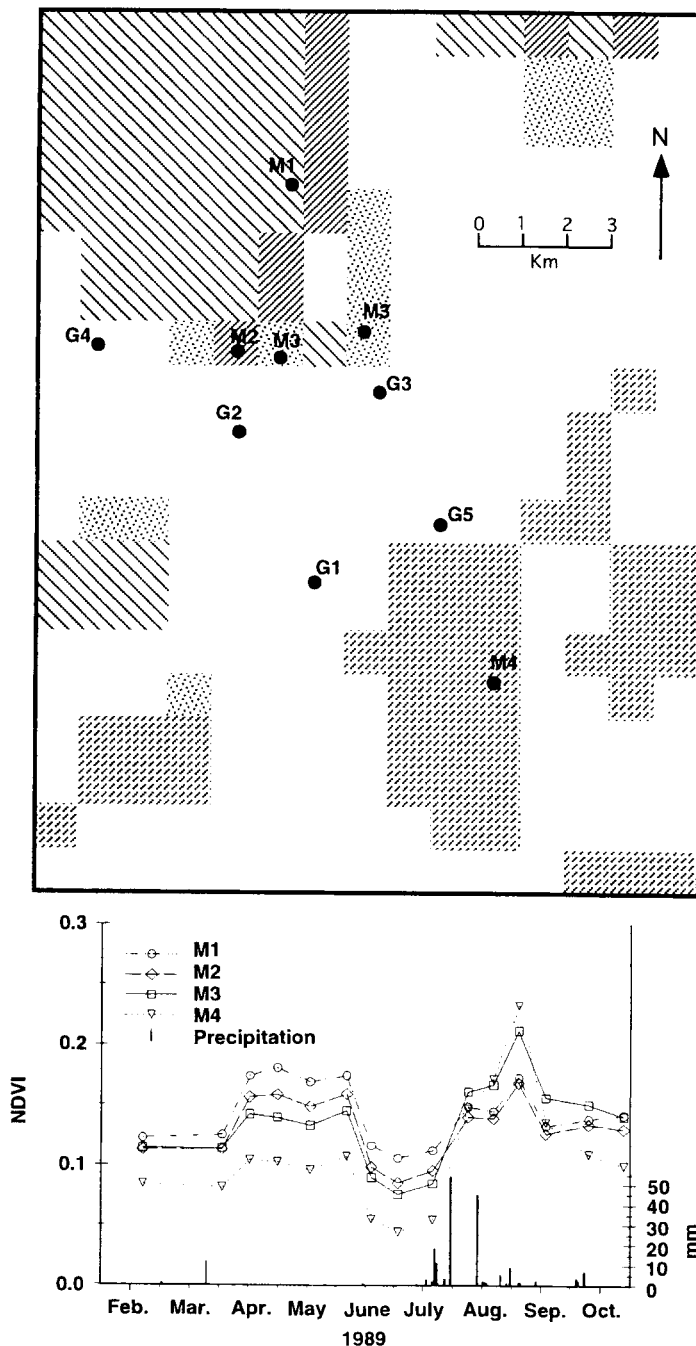 N
M1
0 1 2 3
Km
M3
G4
M2
M3
G3
G2
G5
G1
M4
0.3
M1
M2
M3
M4
Precipitation
0.2
NDVI
0.1
50
40
30
20
10
0
mm
0.0
Feb. Mar. Apr. May June July Aug. Sep. Oct.
1989